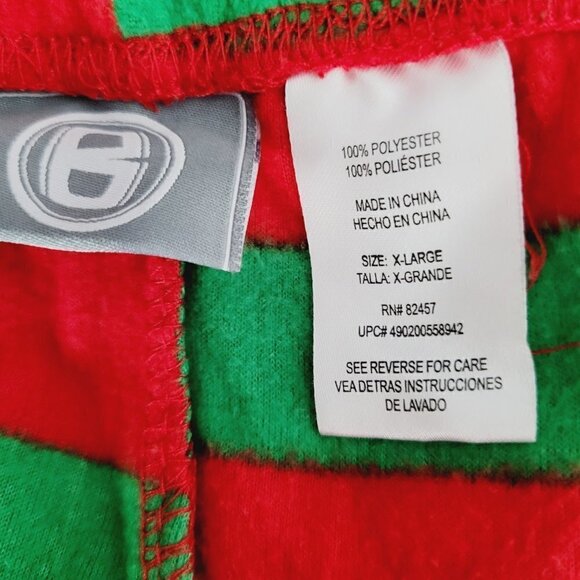 100% POLYESTER
100% POLIÉSTER
MADE IN CHINA
HECHO EN CHINA
SIZE: X-LARGE
TALLA: X-GRANDE
RN# 82457
UPC# 490200558942
SEE REVERSE FOR CARE
VEA DETRAS INSTRUCCIONES
DE LAVADO